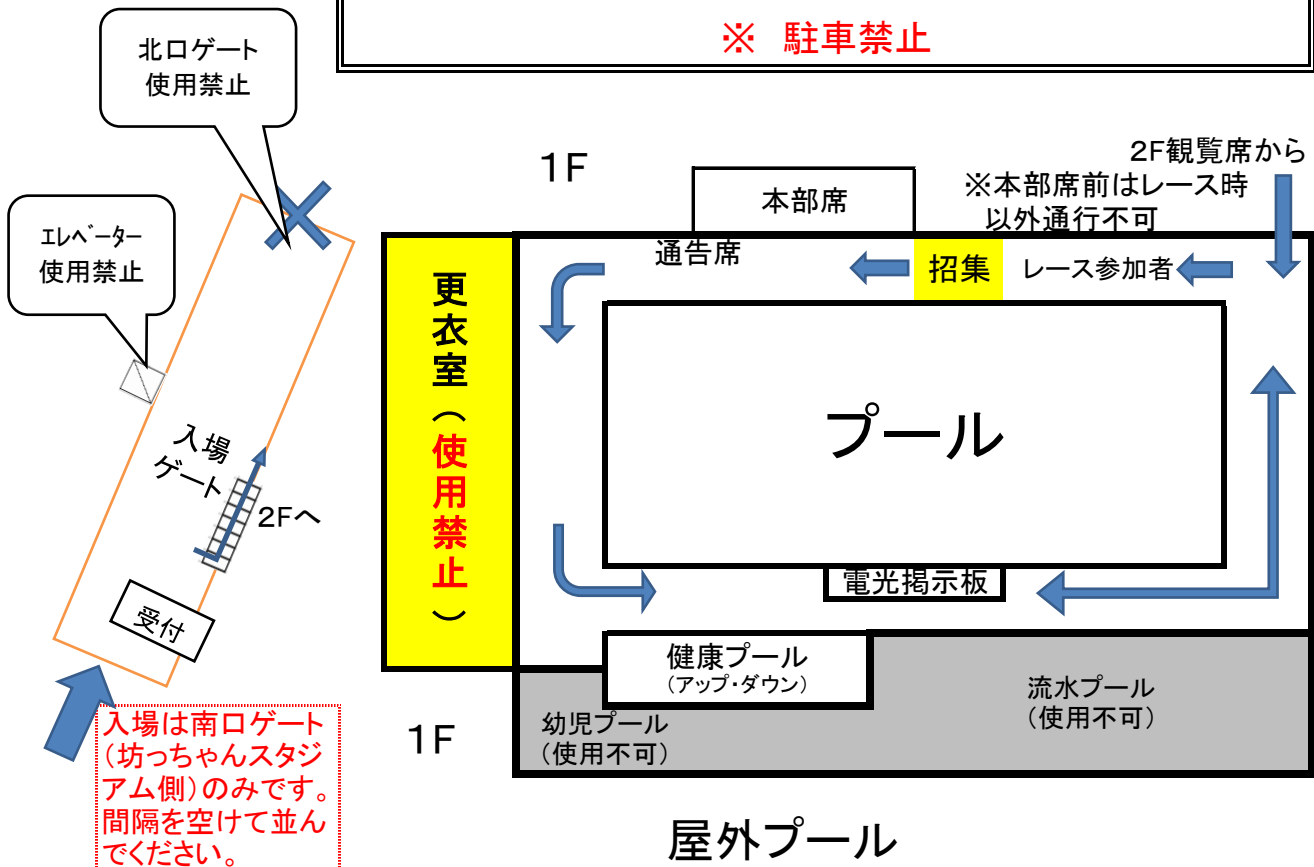 ※ 駐車禁止
北口ゲート
使用禁止
エレベーター
使用禁止
入場
ゲート
2Fへ
受付
入場は南口ゲート
(坊っちゃんスタジ
アム側)のみです。
間隔を空けて並ん
でください。
1F
本部席
2F観覧席から
※本部席前はレース時
以外通行不可
通告席
招集
レース参加者
更衣室(使用禁止)
プール
電光掲示板
健康プール
(アップ・ダウン)
流水プール
(使用不可)
幼児プール
(使用不可)
1F
屋外プール